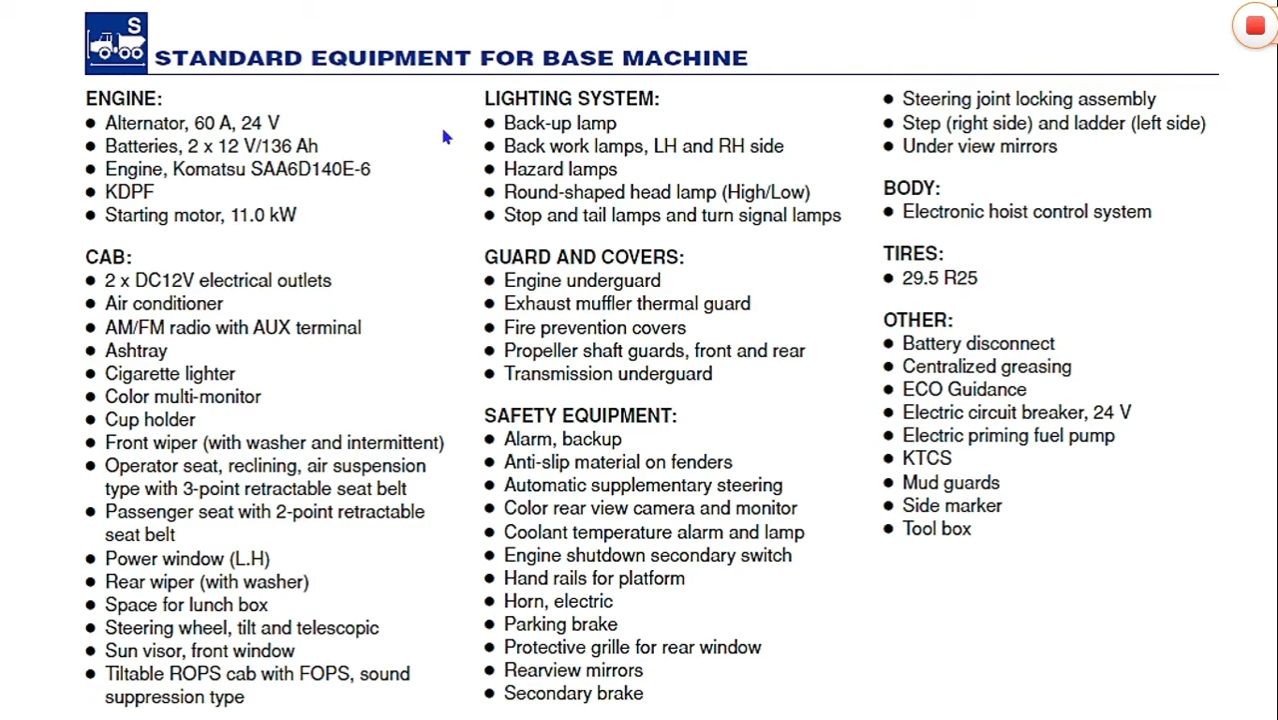 S
STANDARD EQUIPMENT FOR BASE MACHINE
ENGINE:
● Alternator, 60 A, 24 V
● Batteries, 2 x 12 V/136 Ah
● Engine, Komatsu SAA6D140E-6
● KDPF
● Starting motor, 11.0 kW
CAB:
● 2 x DC12V electrical outlets
● Air conditioner
● AM/FM radio with AUX terminal
● Ashtray
● Cigarette lighter
● Color multi-monitor
● Cup holder
● Front wiper (with washer and intermittent)
● Operator seat, reclining, air suspension
type with 3-point retractable seat belt
● Passenger seat with 2-point retractable
seat belt
● Power window (L.H)
● Rear wiper (with washer)
● Space for lunch box
● Steering wheel, tilt and telescopic
● Sun visor, front window
● Tiltable ROPS cab with FOPS, sound
suppression type
LIGHTING SYSTEM:
● Back-up lamp
● Back work lamps, LH and RH side
● Hazard lamps
● Round-shaped head lamp (High/Low)
● Stop and tail lamps and turn signal lamps
GUARD AND COVERS:
● Engine underguard
● Exhaust muffler thermal guard
● Fire prevention covers
● Propeller shaft guards, front and rear
● Transmission underguard
SAFETY EQUIPMENT:
● Alarm, backup
● Anti-slip material on fenders
● Automatic supplementary steering
● Color rear view camera and monitor
● Coolant temperature alarm and lamp
● Engine shutdown secondary switch
● Hand rails for platform
● Horn, electric
● Parking brake
● Protective grille for rear window
● Rearview mirrors
● Secondary brake
● Steering joint locking assembly
● Step (right side) and ladder (left side)
● Under view mirrors
BODY:
● Electronic hoist control system
TIRES:
● 29.5 R25
OTHER:
● Battery disconnect
● Centralized greasing
● ECO Guidance
● Electric circuit breaker, 24 V
● Electric priming fuel pump
● KTCS
● Mud guards
● Side marker
● Tool box